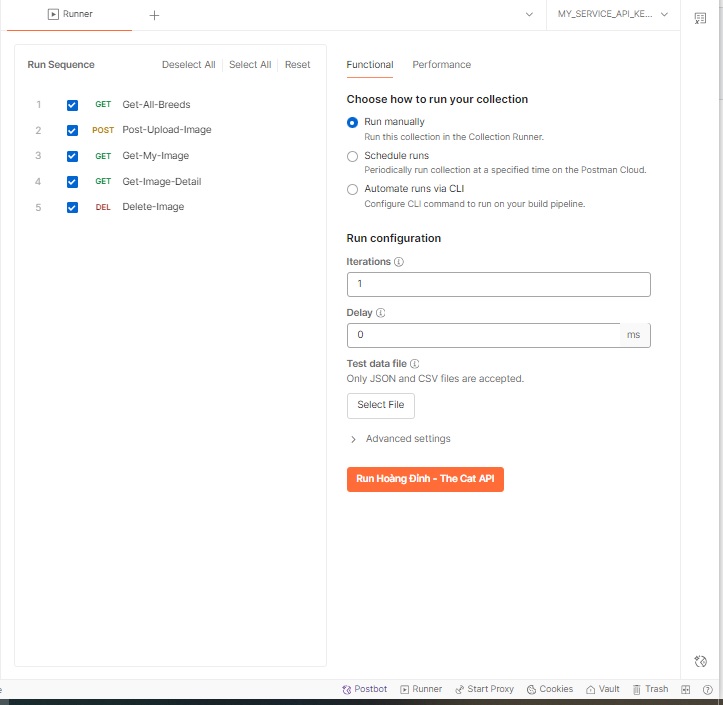 Runner
MY_SERVICE_API_KE...
Run Sequence
Deselect All
Select All
Reset
1 GET Get-All-Breeds
2 POST Post-Upload-Image
3 GET Get-My-Image
4 GET Get-Image-Detail
5 DEL Delete-Image
Functional
Performance
Choose how to run your collection
Run manually
Run this collection in the Collection Runner.
Schedule runs
Periodically run collection at a specified time on the Postman Cloud.
Automate runs via CLI
Configure CLI command to run on your build pipeline.
Run configuration
Iterations
1
Delay
0 ms
Test data file
Only JSON and CSV files are accepted.
Select File
Advanced settings
Run Hoàng Đình - The Cat API
Postbot Runner Start Proxy Cookies Vault Trash